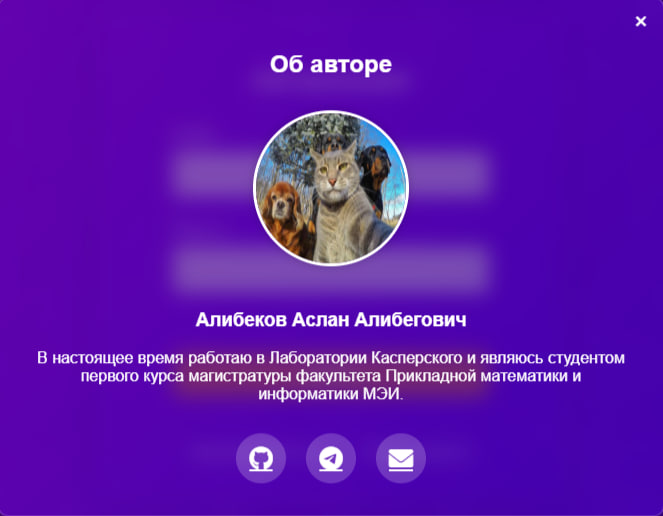 ×
Об авторе
Алибеков Аслан Алибегович
В настоящее время работаю в Лаборатории Касперского и являюсь студентом
первого курса магистратуры факультета Прикладной математики и
информатики МЭИ.